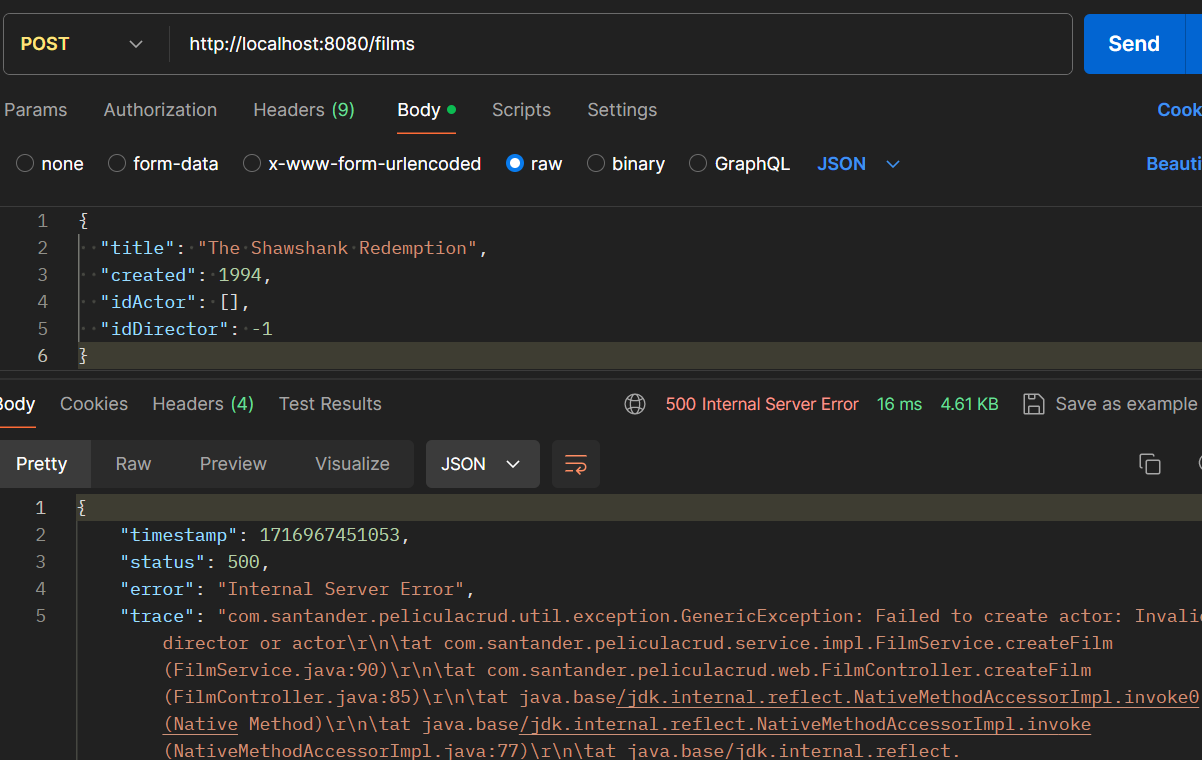 POST http://localhost:8080/films Send
Params Authorization Headers (9) Body Scripts Settings
none form-data x-www-form-urlencoded raw binary GraphQL JSON
1 {
2 "title": "The Shawshank Redemption",
3 "created": 1994,
4 "idActor": [],
5 "idDirector": -1
6 }
Cookies Headers (4) Test Results 500 Internal Server Error 16 ms 4.61 KB Save as example
Pretty Raw Preview Visualize JSON
1 {
2 "timestamp": 1716967451053,
3 "status": 500,
4 "error": "Internal Server Error",
5 "trace": "com.santander.peliculacrud.util.exception.GenericException: Failed to create actor: Invalid
director or actor\r\n\tat com.santander.peliculacrud.service.impl.FilmService.createFilm
(FilmService.java:90)\r\n\tat com.santander.peliculacrud.web.FilmController.createFilm
(FilmController.java:85)\r\n\tat java.base/jdk.internal.reflect.NativeMethodAccessorImpl.invoke0
(Native Method)\r\n\tat java.base/jdk.internal.reflect.NativeMethodAccessorImpl.invoke
(NativeMethodAccessorImpl.java:77)\r\n\tat java.base/jdk.internal.reflect.